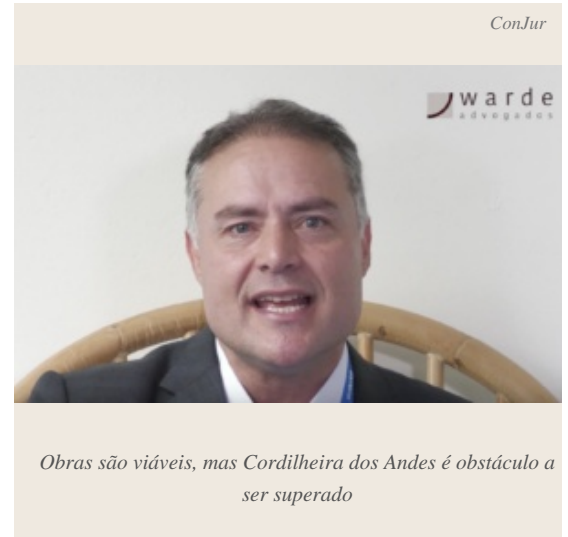 ConJur
warde
advogados
Obras são viáveis, mas Cordilheira dos Andes é obstáculo a
ser superado